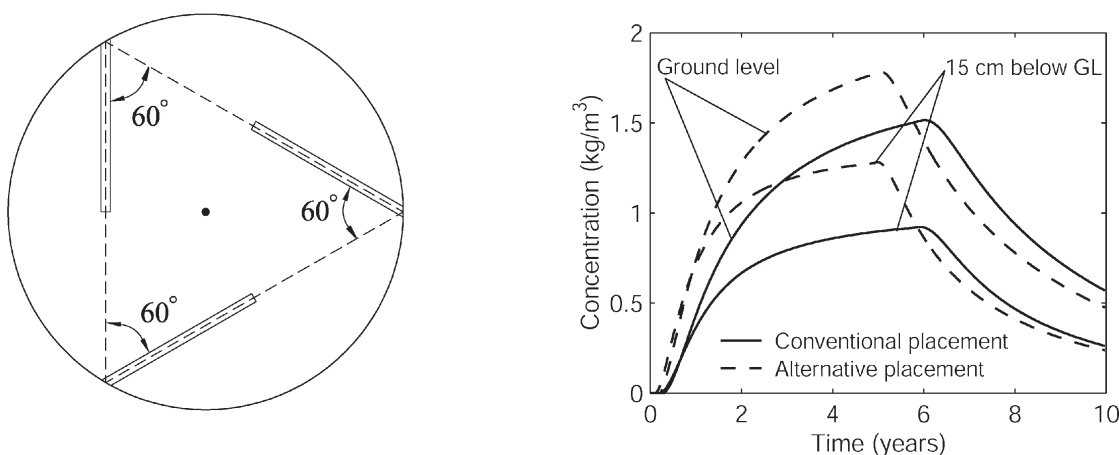 60°
60°
60°
Concentration (kg/m³)
2
1.5
1
0.5
0
Ground level
15 cm below GL
Conventional placement
Alternative placement
0 2 4 6 8 10
Time (years)